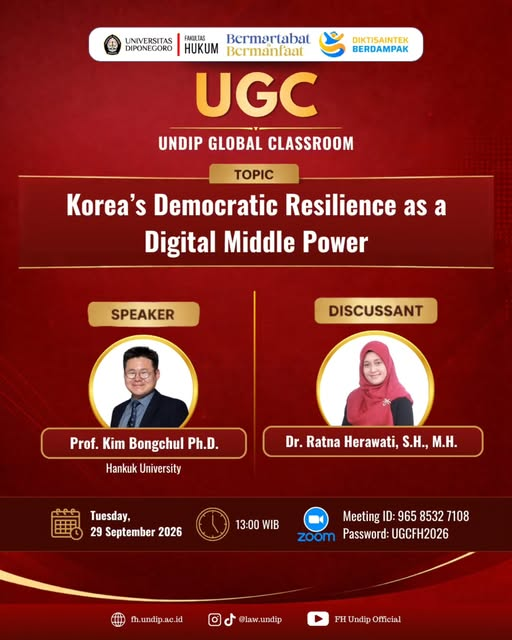 UNIVERSITAS
DIPONEGORO
FAKULTAS
HUKUM
Bermartabat
Bermanfaat
DIKTISAINTEK
BERDAMPAK
UGC
UNDIP GLOBAL CLASSROOM
TOPIC
Korea's Democratic Resilience as a
Digital Middle Power
SPEAKER
Prof. Kim Bongchul Ph.D.
Hankuk University
DISCUSSANT
Dr. Ratna Herawati, S.H., M.H.
Tuesday,
29 September 2026
13:00 WIB
zoom
Meeting ID: 965 8532 7108
Password: UGCFH2026
fh.undip.ac.id
@law.undip
FH Undip Official